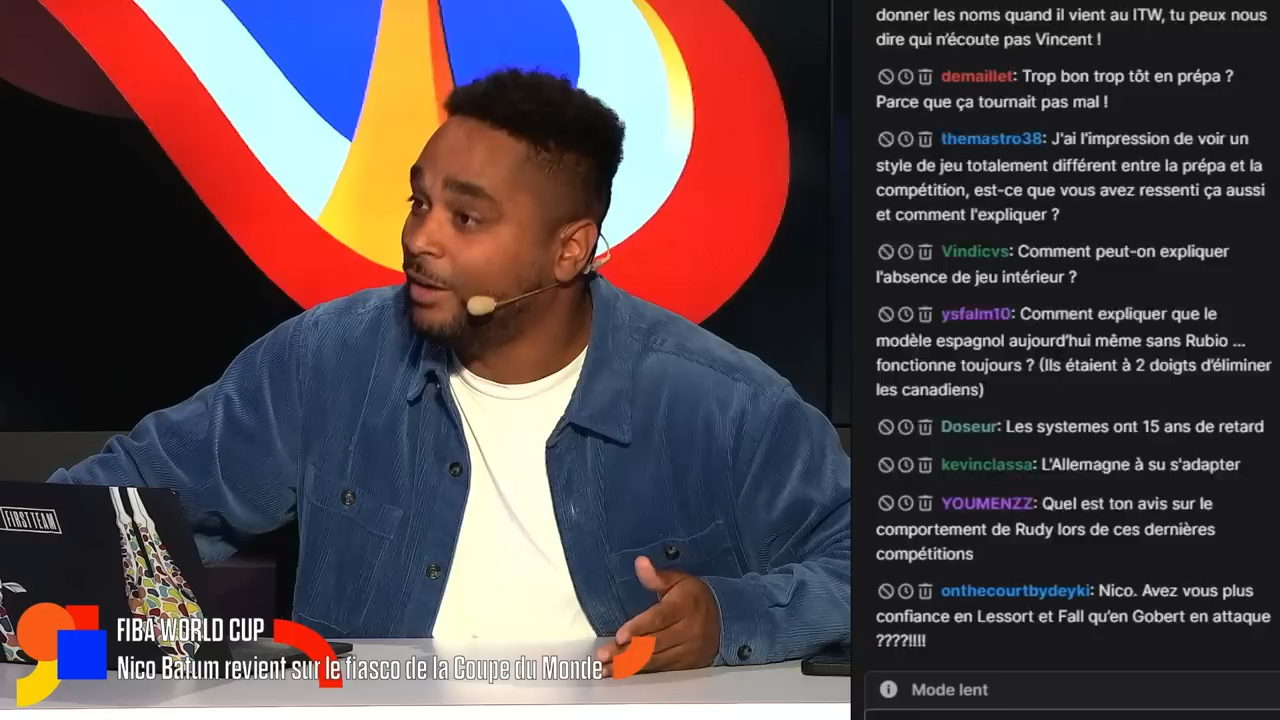 donner les noms quand il vient au ITW, tu peux nous
dire qui n'écoute pas Vincent !
demaillet: Trop bon trop tôt en prépa ?
Parce que ça tournait pas mal !
themastro38: J'ai l'impression de voir un
style de jeu totalement différent entre la prépa et la
compétition, est-ce que vous avez ressenti ça aussi
et comment l'expliquer ?
Vindicvs: Comment peut-on expliquer
l'absence de jeu intérieur ?
ysfalm10: Comment expliquer que le
modèle espagnol aujourd'hui même sans Rubio ...
fonctionne toujours ? (Ils étaient à 2 doigts d'éliminer
les canadiens)
Doseur: Les systemes ont 15 ans de retard
kevinclassa: L'Allemagne à su s'adapter
YOUMENZZ: Quel est ton avis sur le
comportement de Rudy lors de ces dernières
compétitions
onthecourtbydeyki: Nico. Avez vous plus
confiance en Lessort et Fall qu'en Gobert en attaque
????!!!!
Mode lent
FIRST TEAM
FIBA WORLD CUP
Nico Batum revient sur le fiasco de la Coupe du Monde